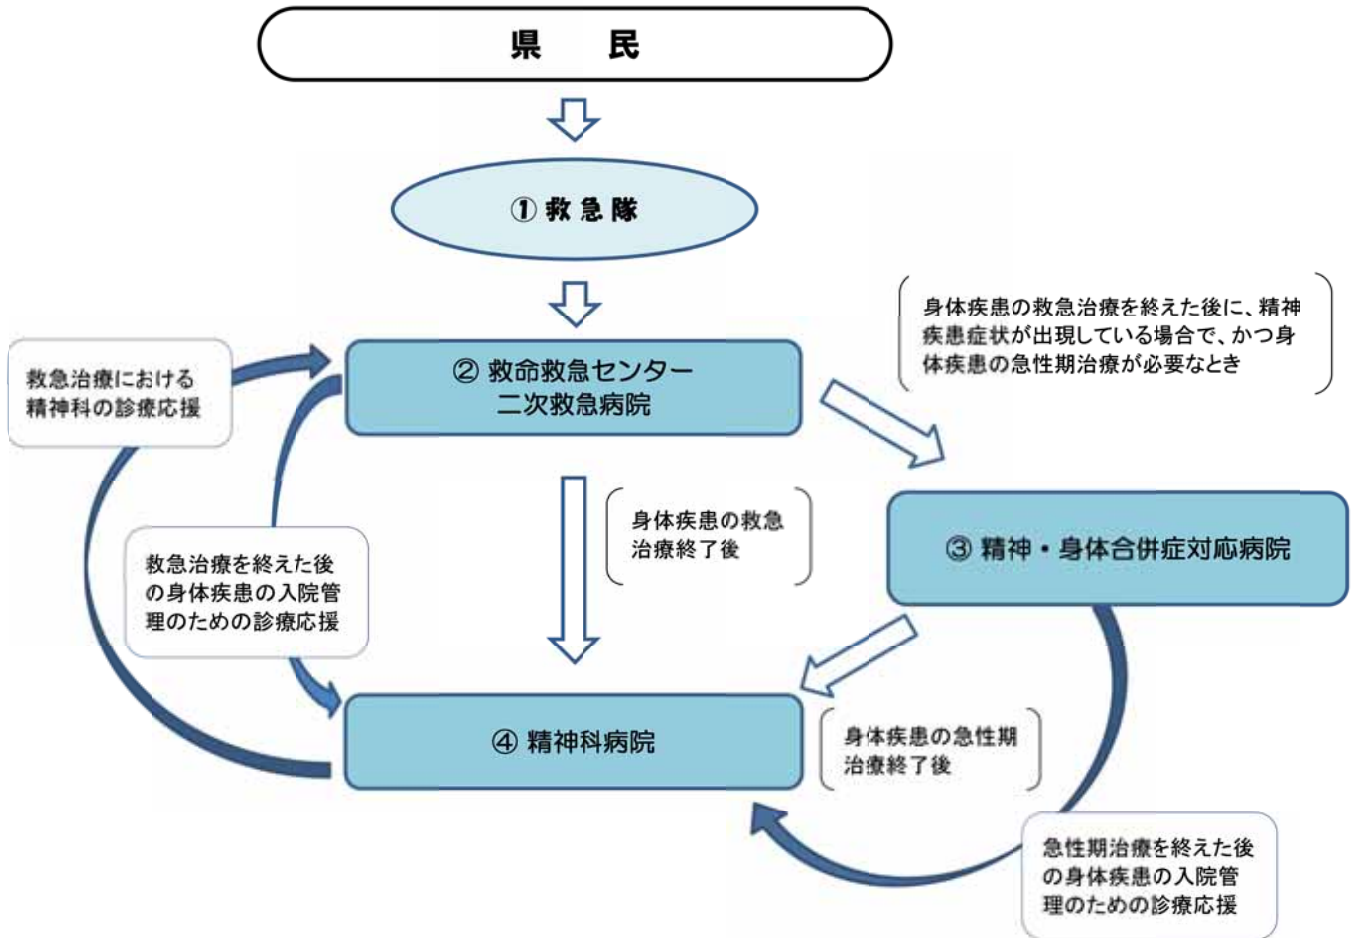 県　民
① 救 急 隊
身体疾患の救急治療を終えた後に、精神
疾患症状が出現している場合で、かつ身
体疾患の急性期治療が必要なとき
② 救命救急センター
二次救急病院
救急治療における
精神科の診療応援
身体疾患の救急
治療終了後
③ 精神・身体合併症対応病院
救急治療を終えた後
の身体疾患の入院管
理のための診療応援
④ 精神科病院
身体疾患の急性期
治療終了後
急性期治療を終えた後
の身体疾患の入院管
理のための診療応援